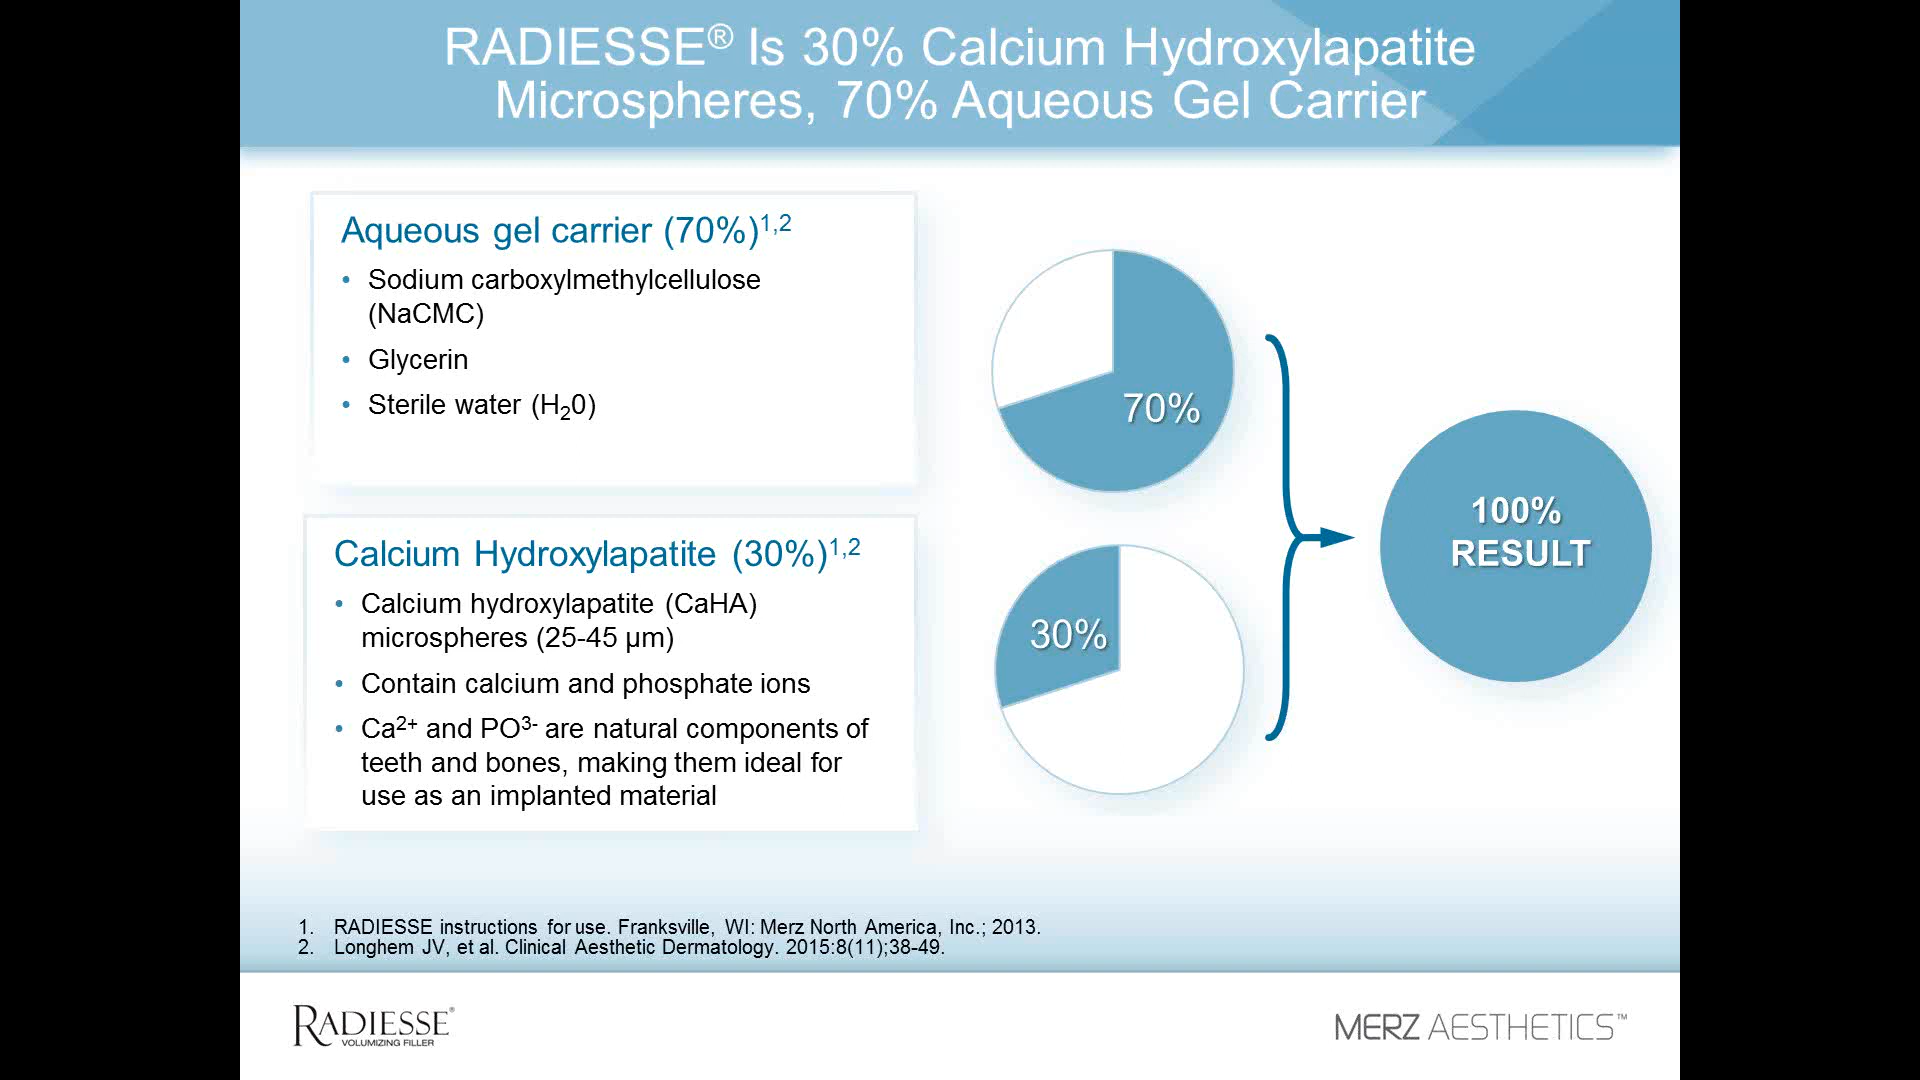 RADIESSE® Is 30% Calcium Hydroxylapatite
Microspheres, 70% Aqueous Gel Carrier
Aqueous gel carrier (70%)1,2
• Sodium carboxylmethylcellulose
(NaCMC)
• Glycerin
• Sterile water (H20)
70%
Calcium Hydroxylapatite (30%)1,2
• Calcium hydroxylapatite (CaHA)
microspheres (25-45 µm)
• Contain calcium and phosphate ions
• Ca2+ and PO3- are natural components of
teeth and bones, making them ideal for
use as an implanted material
30%
100%
RESULT
1. RADIESSE instructions for use. Franksville, WI: Merz North America, Inc.; 2013.
2. Longhem JV, et al. Clinical Aesthetic Dermatology. 2015:8(11);38-49.
RADIESSE®
VOLUMIZING FILLER
MERZ AESTHETICS™